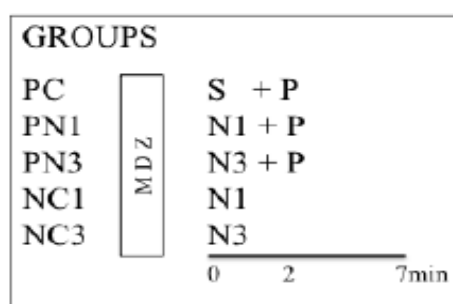 GROUPS
PC S + P
PN1 N1 + P
PN3 MDZ N3 + P
NC1 N1
NC3 N3
0 2 7min